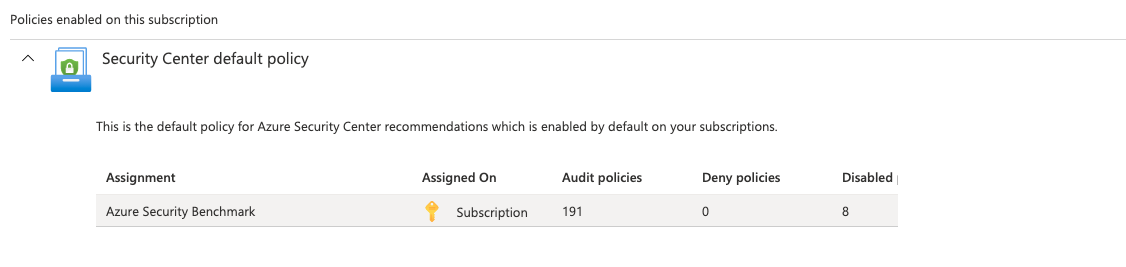 Policies enabled on this subscription
Security Center default policy
This is the default policy for Azure Security Center recommendations which is enabled by default on your subscriptions.
Assignment Assigned On Audit policies Deny policies Disabled
Azure Security Benchmark Subscription 191 0 8